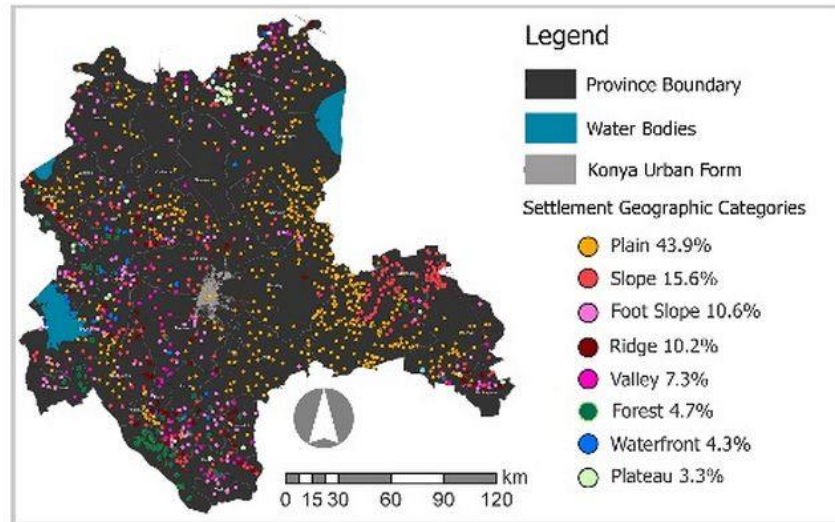 Legend
Province Boundary
Water Bodies
Konya Urban Form
Settlement Geographic Categories
Plain 43.9%
Slope 15.6%
Foot Slope 10.6%
Ridge 10.2%
Valley 7.3%
Forest 4.7%
Waterfront 4.3%
Plateau 3.3%
km
0 15 30 60 90 120